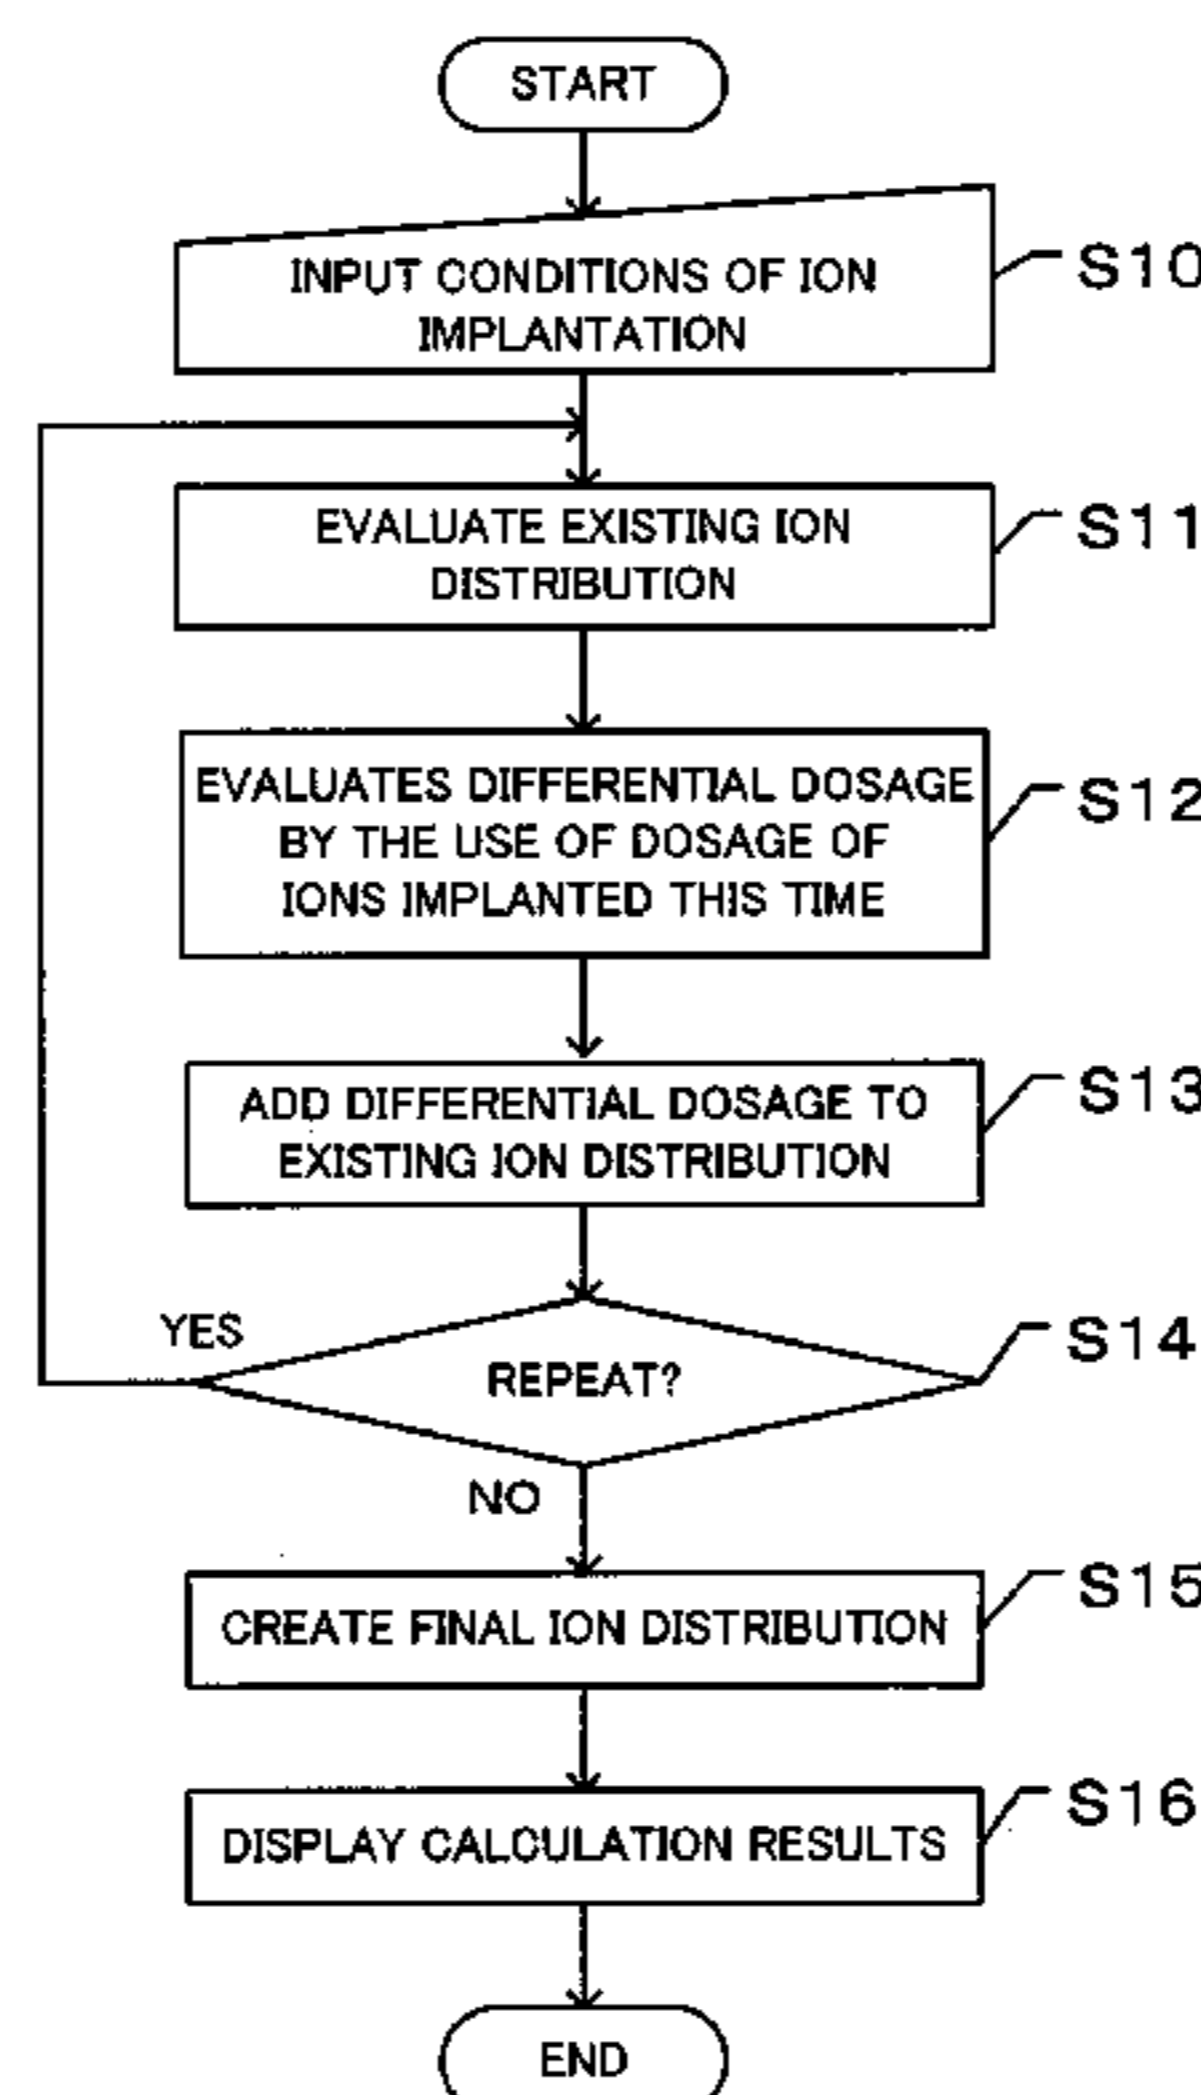 START
INPUT CONDITIONS OF ION
IMPLANTATION
S10
EVALUATE EXISTING ION
DISTRIBUTION
S11
EVALUATES DIFFERENTIAL DOSAGE
BY THE USE OF DOSAGE OF
IONS IMPLANTED THIS TIME
S12
ADD DIFFERENTIAL DOSAGE TO
EXISTING ION DISTRIBUTION
S13
YES
REPEAT?
S14
NO
CREATE FINAL ION DISTRIBUTION
S15
DISPLAY CALCULATION RESULTS
S16
END